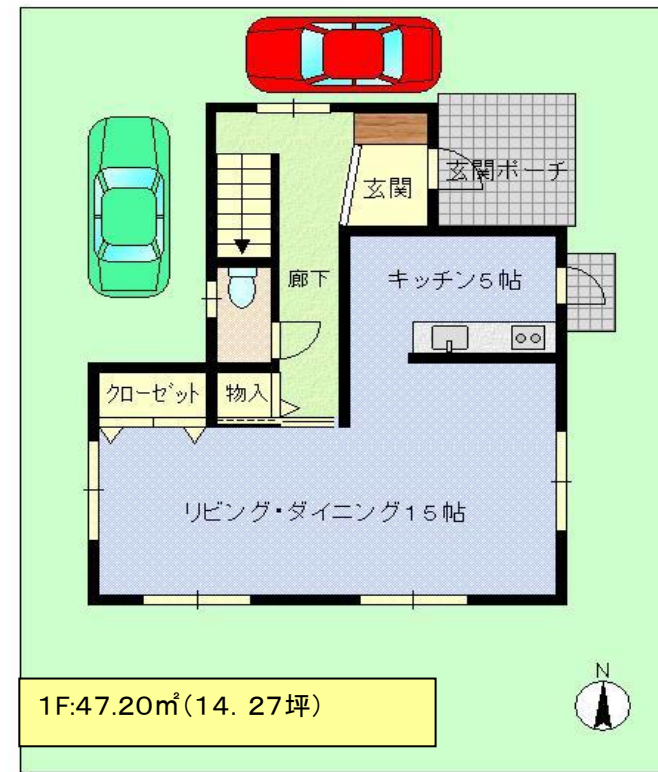 玄関
玄関ポーチ
廊下
キッチン5帖
クローゼット
物入
リビング・ダイニング15帖
N
1F:47.20㎡(14. 27坪)